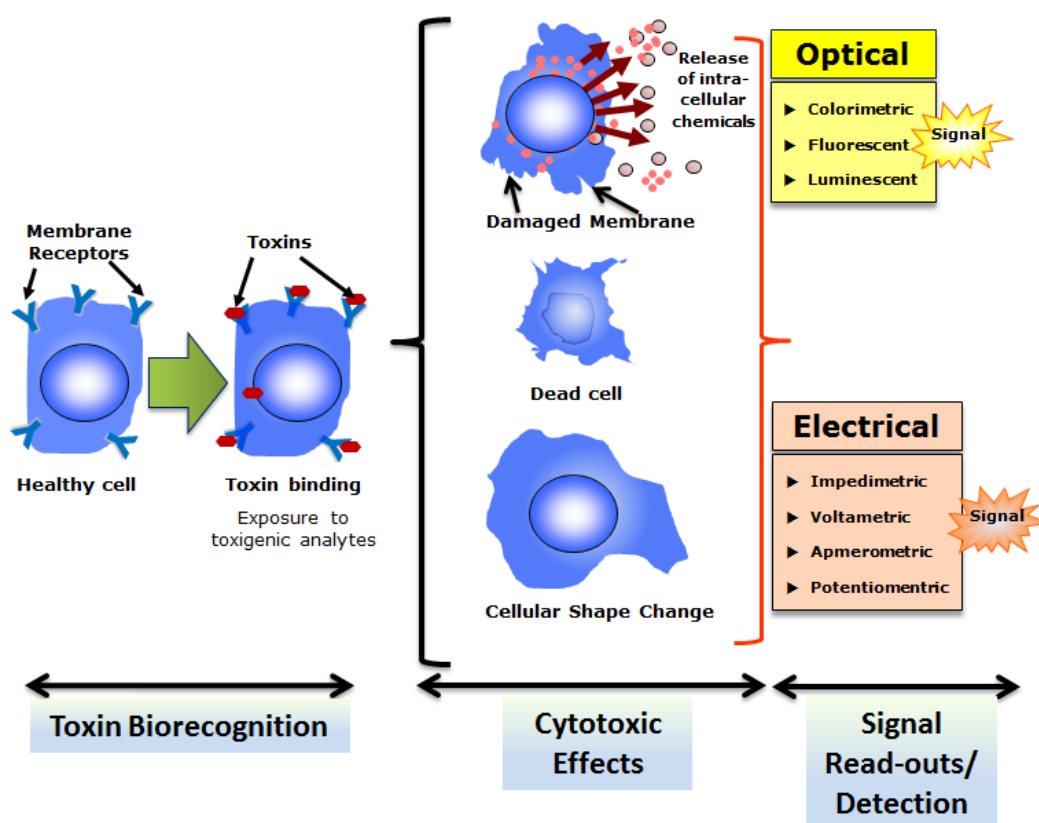 Membrane
Receptors
Healthy cell
Toxins
Toxin binding
Exposure to
toxigenic analytes
Release
of intra-
cellular
chemicals
Damaged Membrane
Dead cell
Cellular Shape Change
Optical
► Colorimetric
► Fluorescent
► Luminescent
Signal
Electrical
► Impedimetric
► Voltametric
► Apmerometric
► Potentiomentric
Signal
Toxin Biorecognition
Cytotoxic
Effects
Signal
Read-outs/
Detection